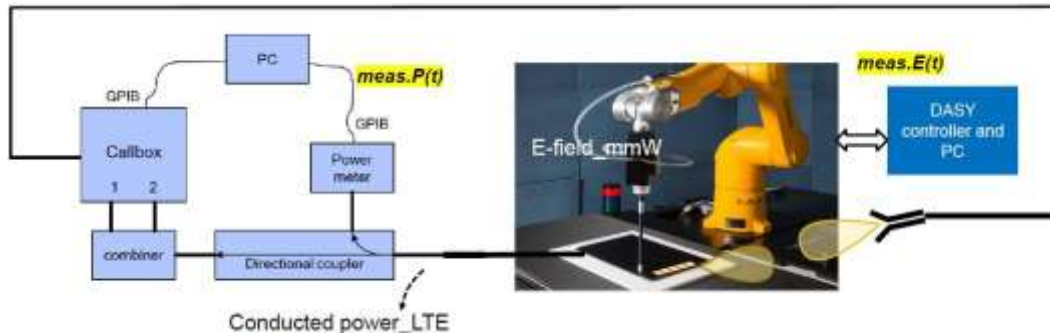 PC
meas.P(t)
meas.E(t)
GPIB
GPIB
Callbox
1 2
Power
meter
E-field_mmW
DASY
controller and
PC
combiner
Directional coupler
Conducted power_LTE